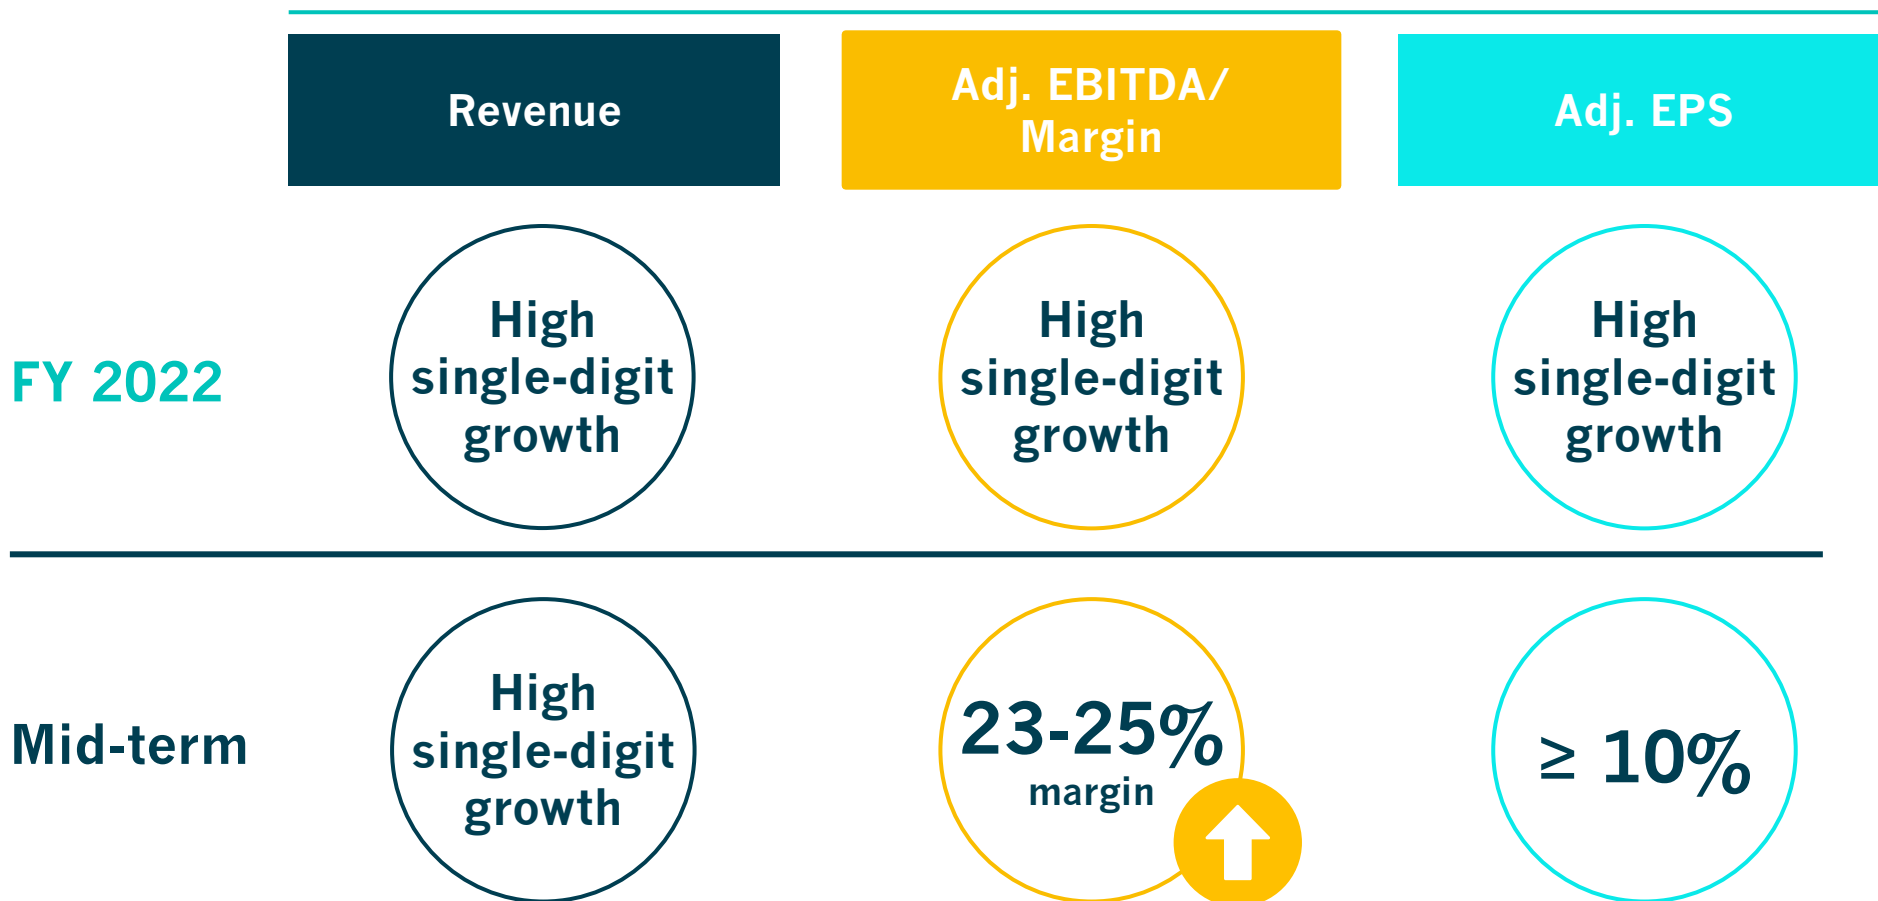 Revenue
Adj. EBITDA/
Margin
Adj. EPS
FY 2022
High
single-digit
growth
High
single-digit
growth
High
single-digit
growth
Mid-term
High
single-digit
growth
23-25%
margin
≥ 10%